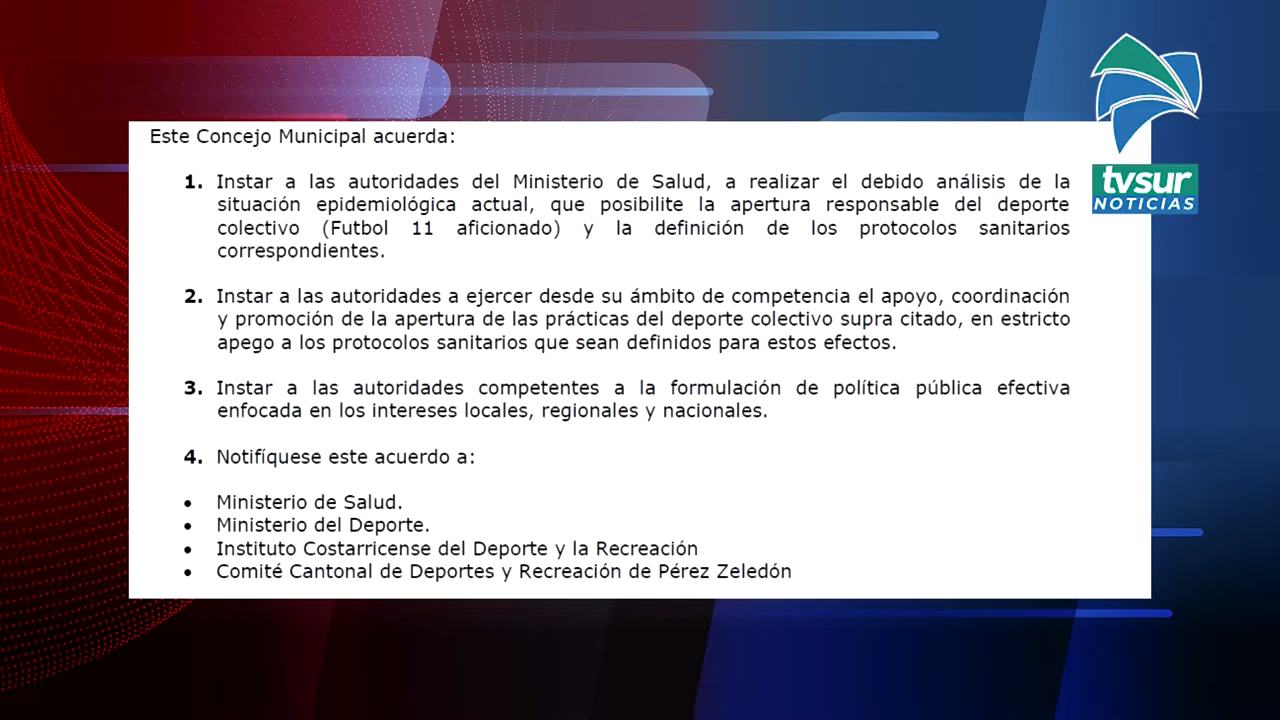 Este Concejo Municipal acuerda:
1. Instar a las autoridades del Ministerio de Salud, a realizar el debido análisis de la
situación epidemiológica actual, que posibilite la apertura responsable del deporte
colectivo (Futbol 11 aficionado) y la definición de los protocolos sanitarios
correspondientes.
2. Instar a las autoridades a ejercer desde su ámbito de competencia el apoyo, coordinación
y promoción de la apertura de las prácticas del deporte colectivo supra citado, en estricto
apego a los protocolos sanitarios que sean definidos para estos efectos.
3. Instar a las autoridades competentes a la formulación de política pública efectiva
enfocada en los intereses locales, regionales y nacionales.
4. Notifíquese este acuerdo a:
• Ministerio de Salud.
• Ministerio del Deporte.
• Instituto Costarricense del Deporte y la Recreación
• Comité Cantonal de Deportes y Recreación de Pérez Zeledón
tvsur
NOTICIAS